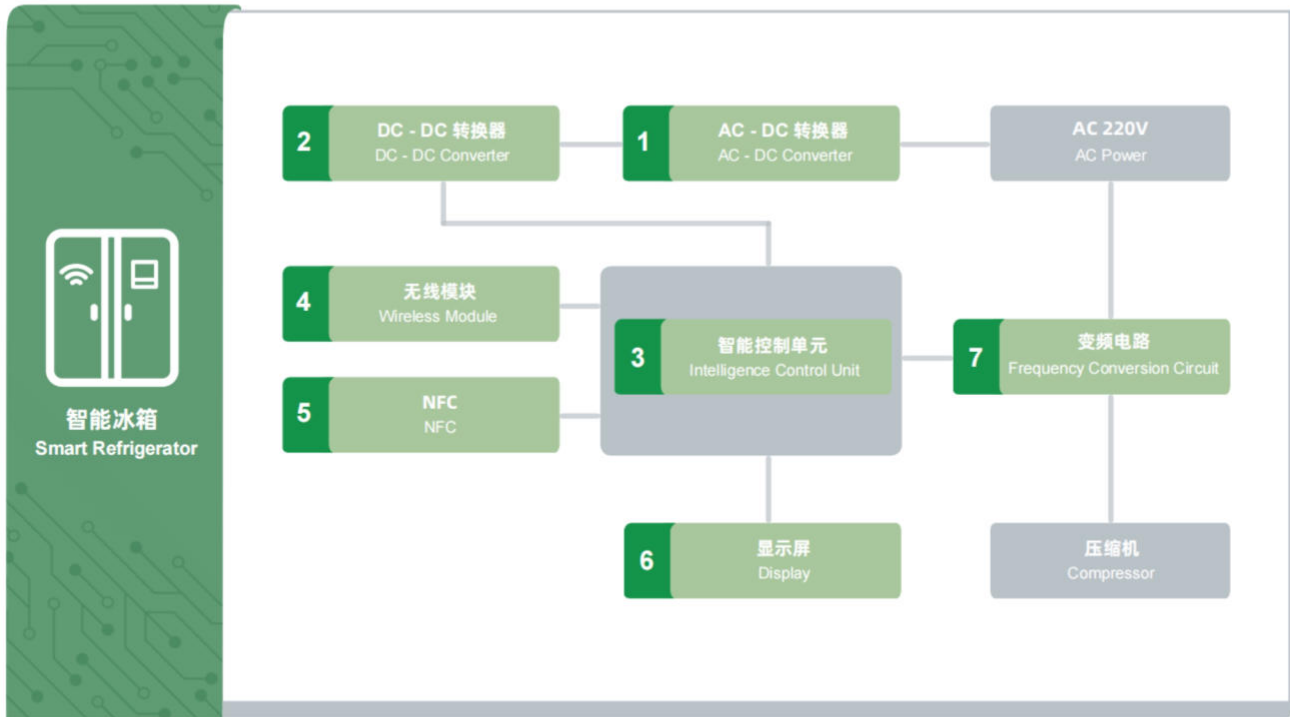 智能冰箱
Smart Refrigerator
2
DC - DC 转换器
DC - DC Converter
1
AC - DC 转换器
AC - DC Converter
AC 220V
AC Power
4
无线模块
Wireless Module
3
智能控制单元
Intelligence Control Unit
7
变频电路
Frequency Conversion Circuit
5
NFC
NFC
6
显示屏
Display
压缩机
Compressor